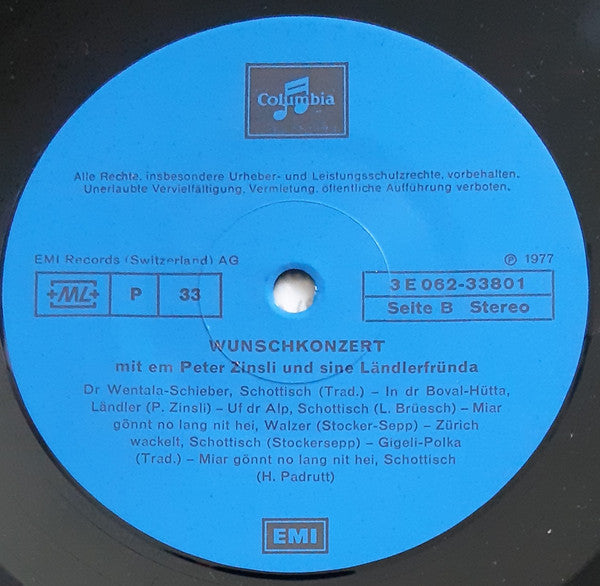 Columbia
Alle Rechte, insbesondere Urheber- und Leistungsschutzrechte, vorbehalten.
Unerlaubte Vervielfältigung, Vermietung, öffentliche Aufführung verboten.
EMI Records (Switzerland) AG
Ⓟ 1977
+ML+ P 33
3 E 062-33801
Seite B Stereo
WUNSCHKONZERT
mit em Peter Zinsli und sine Ländlerfründa
Dr Wentala-Schieber, Schottisch (Trad.) – In dr Boval-Hütta,
Ländler (P. Zinsli) – Uf dr Alp, Schottisch (L. Brüesch) – Miar
gönnt no lang nit hei, Walzer (Stocker-Sepp) – Zürich
wackelt, Schottisch (Stockersepp) – Gigeli-Polka
(Trad.) – Miar gönnt no lang nit hei, Schottisch
(H. Padrutt)
EMI